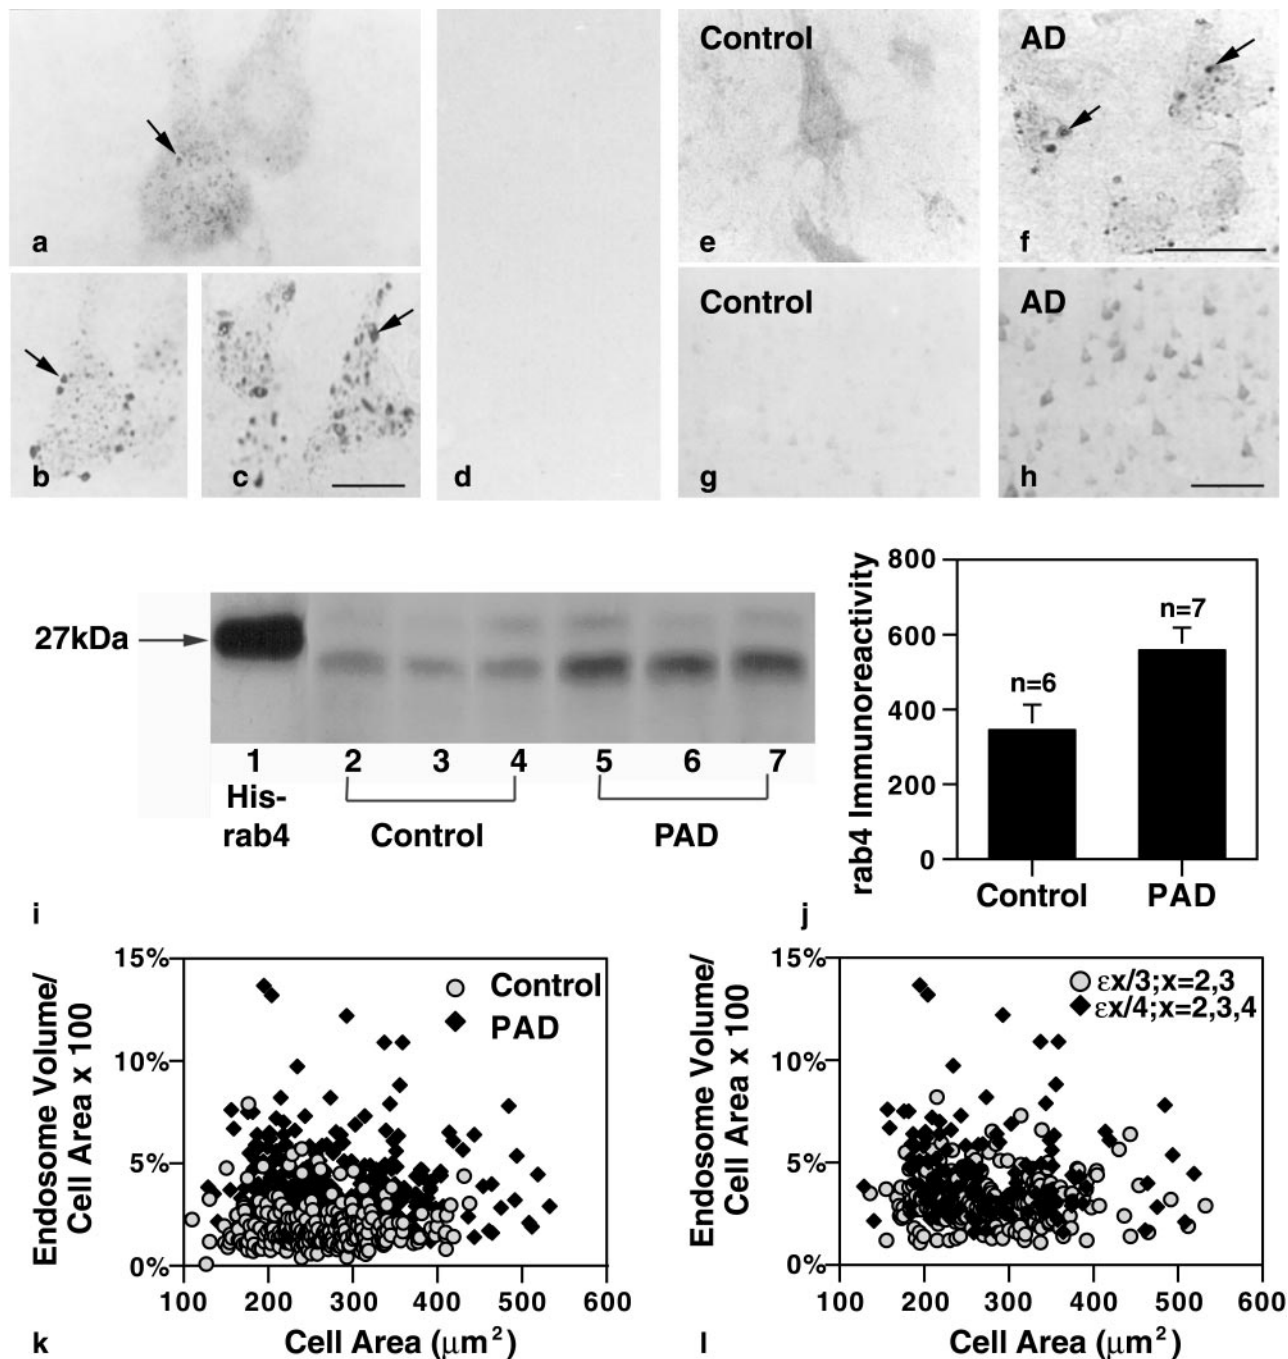 Control
AD
a
e
f
Control
AD
b
c
d
g
h
27kDa
1
2
3
4
5
6
7
His-
rab4
Control
PAD
i
rab4 Immunoreactivity
800
600
400
200
0
n=6
n=7
Control
PAD
j
Endosome Volume/
Cell Area x 100
15%
10%
5%
0%
Control
PAD
100 200 300 400 500 600
Cell Area (μm²)
k
Endosome Volume/
Cell Area x 100
15%
10%
5%
0%
εx/3;x=2,3
εx/4;x=2,3,4
100 200 300 400 500 600
Cell Area (μm²)
l